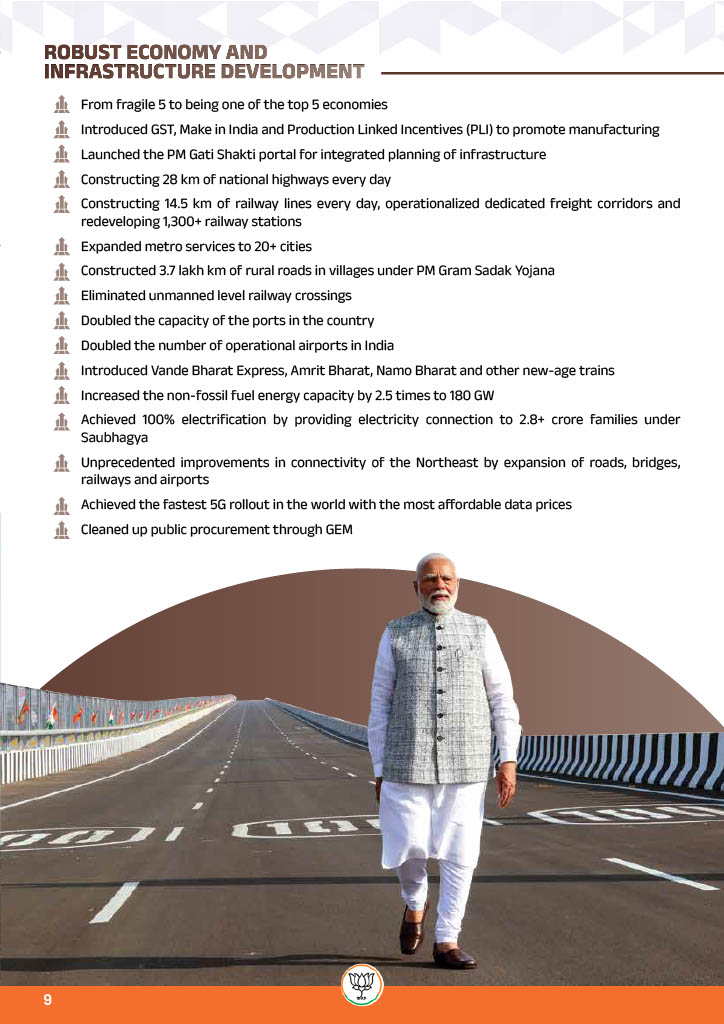 ROBUST ECONOMY AND
INFRASTRUCTURE DEVELOPMENT
From fragile 5 to being one of the top 5 economies
Introduced GST, Make in India and Production Linked Incentives (PLI) to promote manufacturing
Launched the PM Gati Shakti portal for integrated planning of infrastructure
Constructing 28 km of national highways every day
Constructing 14.5 km of railway lines every day, operationalized dedicated freight corridors and
redeveloping 1,300+ railway stations
Expanded metro services to 20+ cities
Constructed 3.7 lakh km of rural roads in villages under PM Gram Sadak Yojana
Eliminated unmanned level railway crossings
Doubled the capacity of the ports in the country
Doubled the number of operational airports in India
Introduced Vande Bharat Express, Amrit Bharat, Namo Bharat and other new-age trains
Increased the non-fossil fuel energy capacity by 2.5 times to 180 GW
Achieved 100% electrification by providing electricity connection to 2.8+ crore families under
Saubhagya
Unprecedented improvements in connectivity of the Northeast by expansion of roads, bridges,
railways and airports
Achieved the fastest 5G rollout in the world with the most affordable data prices
Cleaned up public procurement through GEM
9